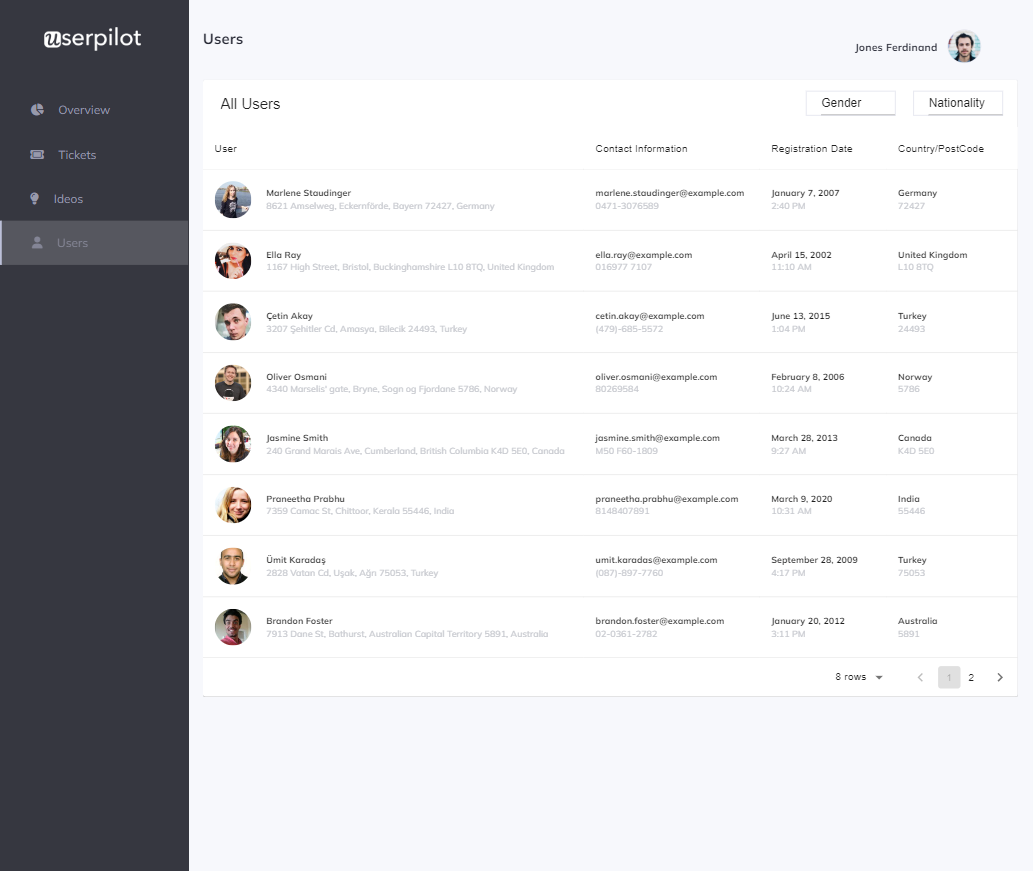 userpilot
Users
Jones Ferdinand
Overview
Tickets
Ideos
Users
All Users
Gender
Nationality
User Contact Information Registration Date Country/PostCode
Marlene Staudinger marlene.staudinger@example.com January 7, 2007 Germany
8621 Amselweg, Eckernförde, Bayern 72427, Germany 0471-3076589 2:40 PM 72427
Ella Ray ella.ray@example.com April 15, 2002 United Kingdom
1167 High Street, Bristol, Buckinghamshire L10 8TQ, United Kingdom 016977 7107 11:10 AM L10 8TQ
Çetin Akay cetin.akay@example.com June 13, 2015 Turkey
3207 Şehitler Cd, Amasya, Bilecik 24493, Turkey (479)-685-5572 1:04 PM 24493
Oliver Osmani oliver.osmani@example.com February 8, 2006 Norway
4340 Marselis' gate, Bryne, Sogn og Fjordane 5786, Norway 80269584 10:24 AM 5786
Jasmine Smith jasmine.smith@example.com March 28, 2013 Canada
240 Grand Marais Ave, Cumberland, British Columbia K4D 5E0, Canada M50 F60-1809 9:27 AM K4D 5E0
Praneetha Prabhu praneetha.prabhu@example.com March 9, 2020 India
7359 Camac St, Chittoor, Kerala 55446, India 8148407891 10:31 AM 55446
Ümit Karadaş umit.karadas@example.com September 28, 2009 Turkey
2828 Vatan Cd, Uşak, Ağrı 75053, Turkey (087)-897-7760 4:17 PM 75053
Brandon Foster brandon.foster@example.com January 20, 2012 Australia
7913 Dane St, Bathurst, Australian Capital Territory 5891, Australia 02-0361-2782 3:11 PM 5891
8 rows 1 2